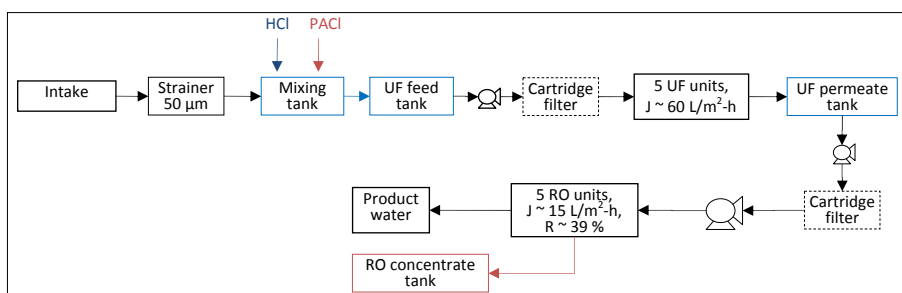 HCl
PACl
Intake
Strainer
50 µm
Mixing
tank
UF feed
tank
Cartridge
filter
5 UF units,
J ~ 60 L/m²-h
UF permeate
tank
Product
water
5 RO units,
J ~ 15 L/m²-h,
R ~ 39 %
Cartridge
filter
RO concentrate
tank